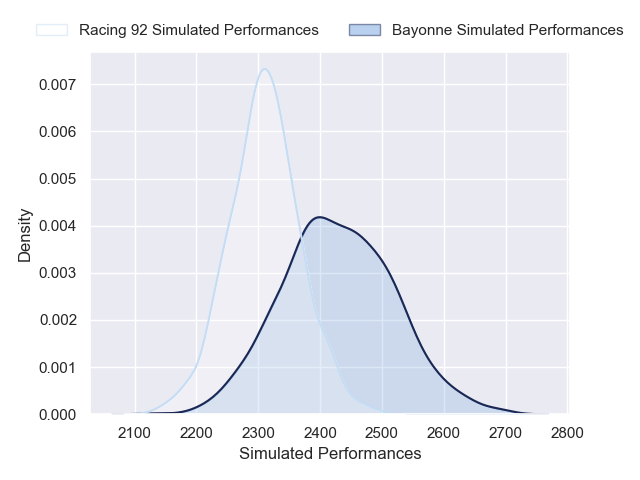 Racing 92 Simulated Performances
Bayonne Simulated Performances
0.007
0.006
0.005
0.004
0.003
0.002
0.001
0.000
Density
2100 2200 2300 2400 2500 2600 2700 2800
Simulated Performances